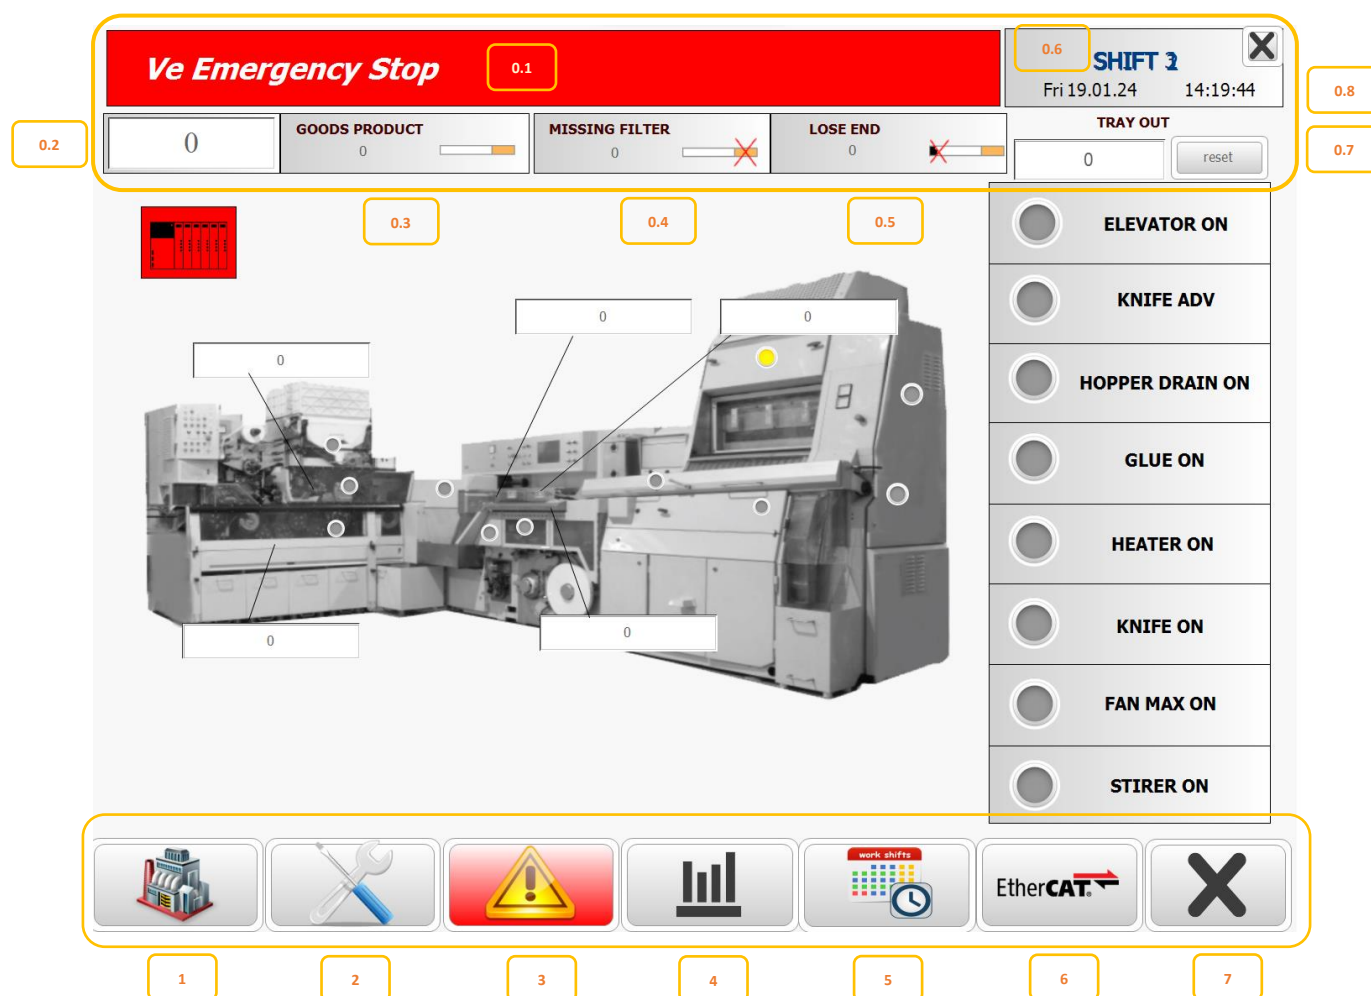 Ve Emergency Stop
0.1
0.6
SHIFT
Fri 19.01.24 14:19:44
0.8
0.2
0
GOODS PRODUCT
0
MISSING FILTER
0
LOSE END
0
TRAY OUT
0
reset
0.7
0.3
0.4
0.5
ELEVATOR ON
KNIFE ADV
HOPPER DRAIN ON
GLUE ON
HEATER ON
KNIFE ON
FAN MAX ON
STIRER ON
0
0
0
0
0
work shifts
EtherCAT
1
2
3
4
5
6
7